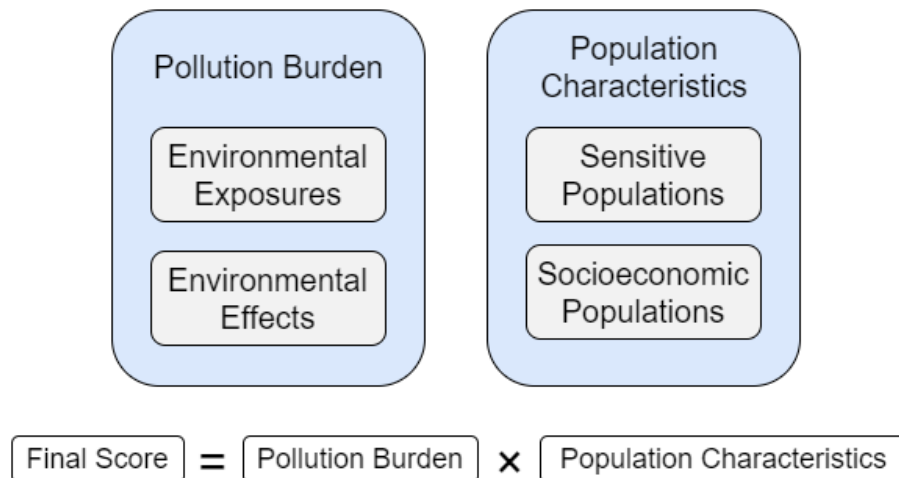 Pollution Burden
Environmental
Exposures
Environmental
Effects
Population
Characteristics
Sensitive
Populations
Socioeconomic
Populations
Final Score = Pollution Burden × Population Characteristics